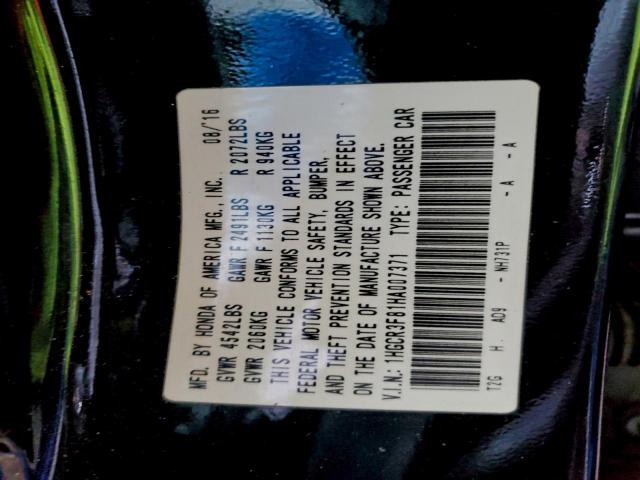 MFD. BY HONDA OF AMERICA MFG., INC. 08/'16
GVWR 4542LBS GAWR F 2491LBS R 2072LBS
GVWR 2060KG GAWR F 1130KG R 940KG
THIS VEHICLE CONFORMS TO ALL APPLICABLE
FEDERAL MOTOR VEHICLE SAFETY, BUMPER,
AND THEFT PREVENTION STANDARDS IN EFFECT
ON THE DATE OF MANUFACTURE SHOWN ABOVE.
V.I.N.: 1HGCR3F81HA007371 TYPE: PASSENGER CAR
T2G H. AD9 - NH731P - A - A